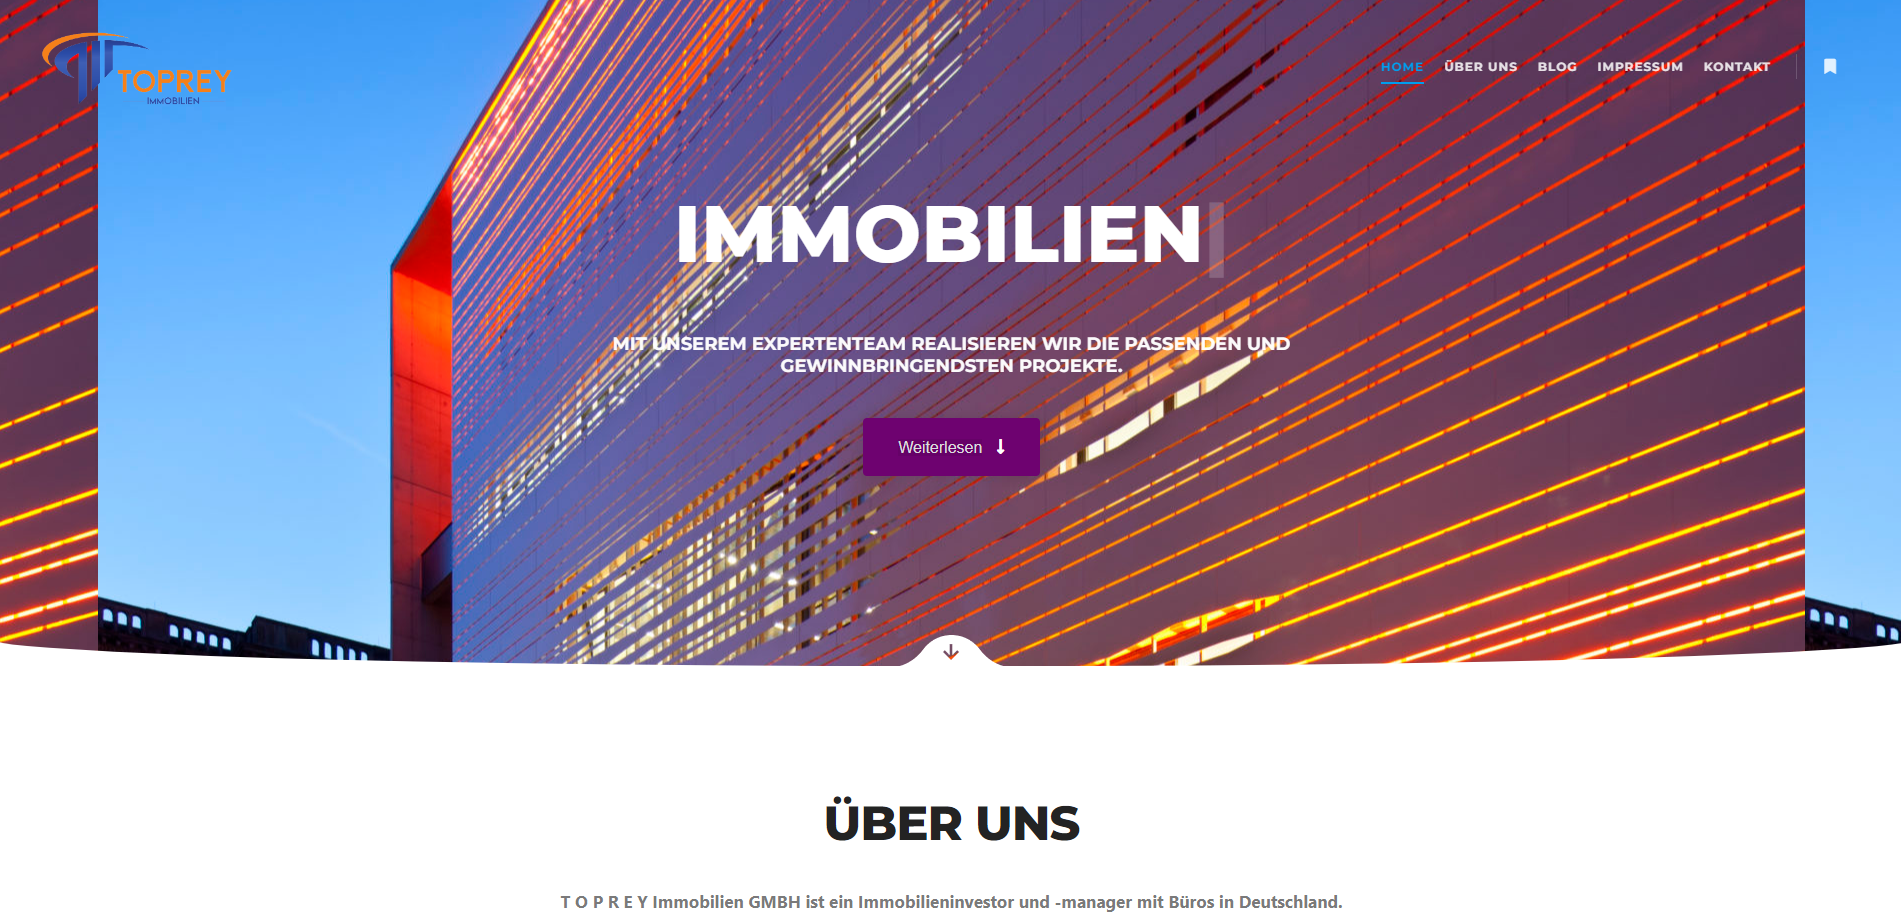 TOPREY
IMMOBILIEN
HOME ÜBER UNS BLOG IMPRESSUM KONTAKT
IMMOBILIEN
MIT UNSEREM EXPERTENTEAM REALISIEREN WIR DIE PASSENDEN UND
GEWINNBRINGENDSTEN PROJEKTE.
Weiterlesen
ÜBER UNS
T O P R E Y Immobilien GMBH ist ein Immobilieninvestor und -manager mit Büros in Deutschland.